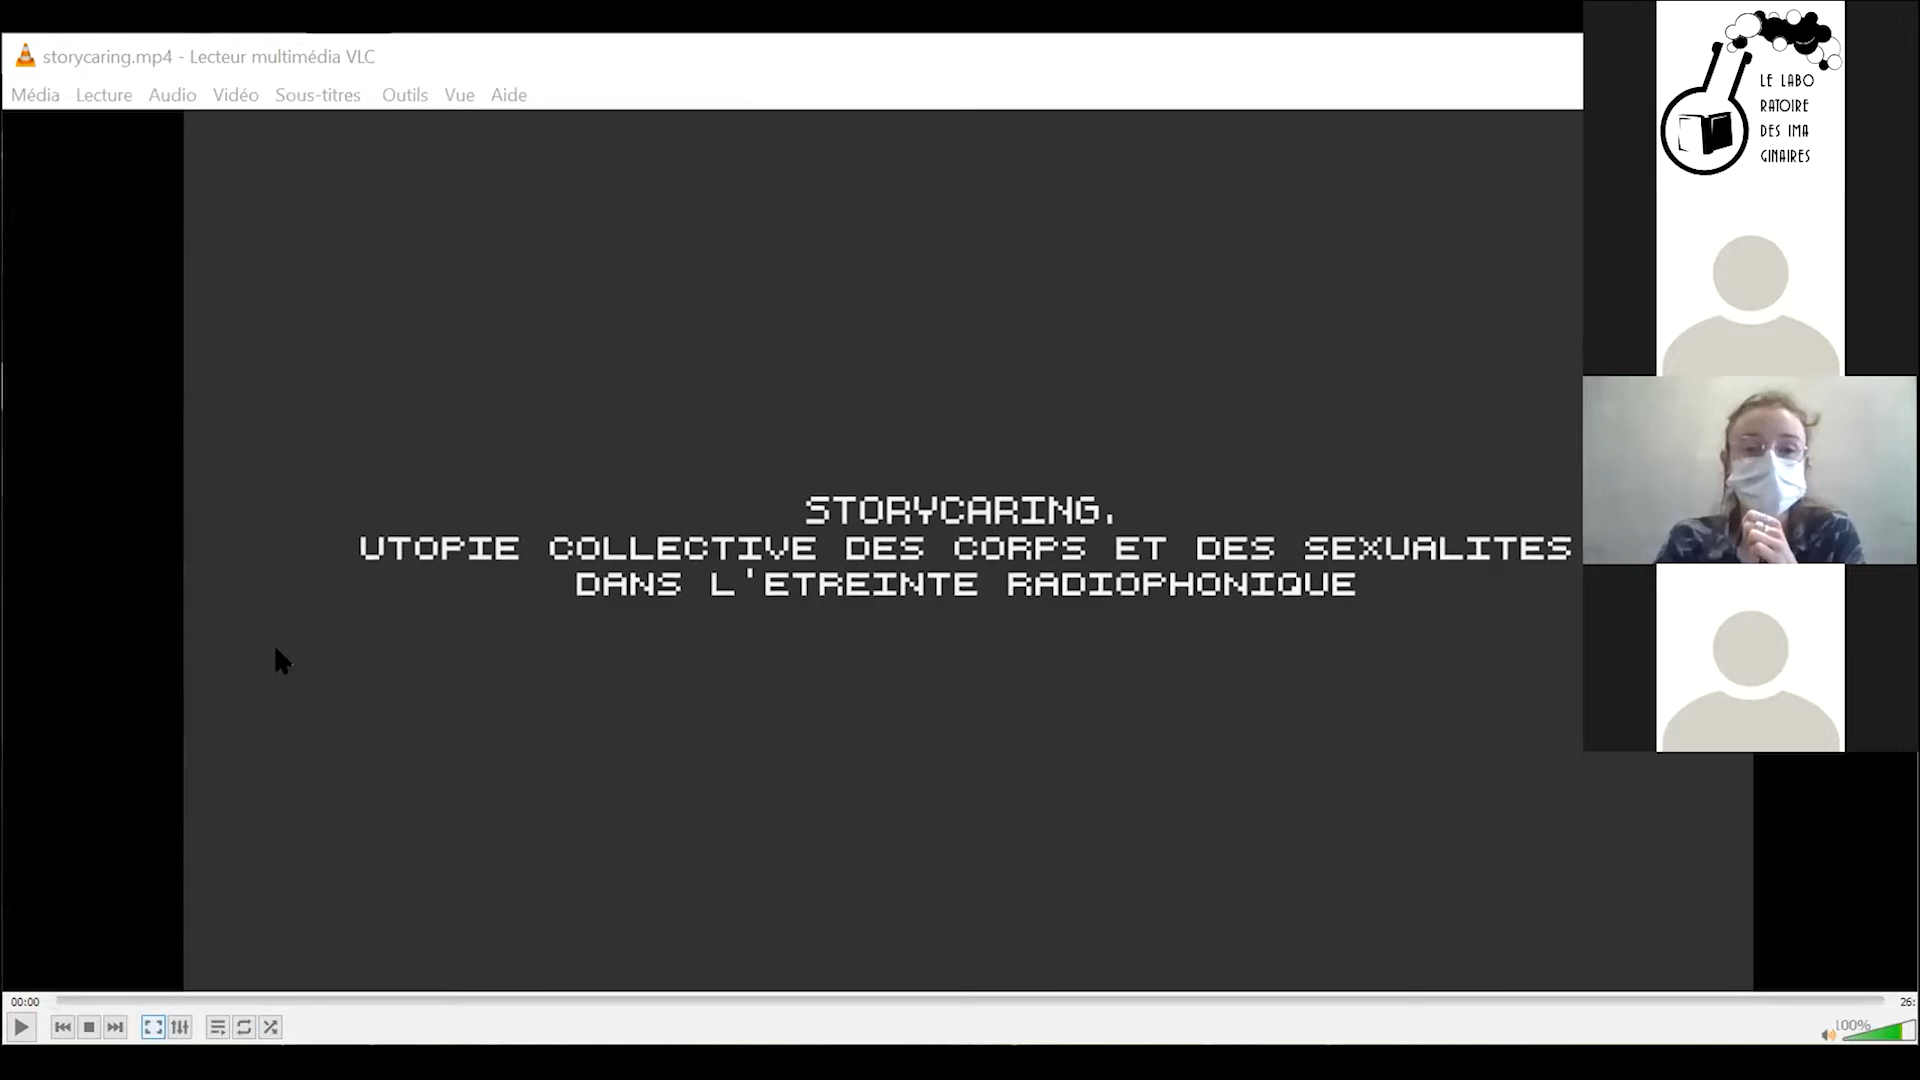 storycaring.mp4 - Lecteur multimédia VLC
Média Lecture Audio Vidéo Sous-titres Outils Vue Aide
LE LABO
RATOIRE
DES IMA
GINAIRES
STORYCARING.
UTOPIE COLLECTIVE DES CORPS ET DES SEXUALITES
DANS L'ETREINTE RADIOPHONIQUE
00:00
26:
100%